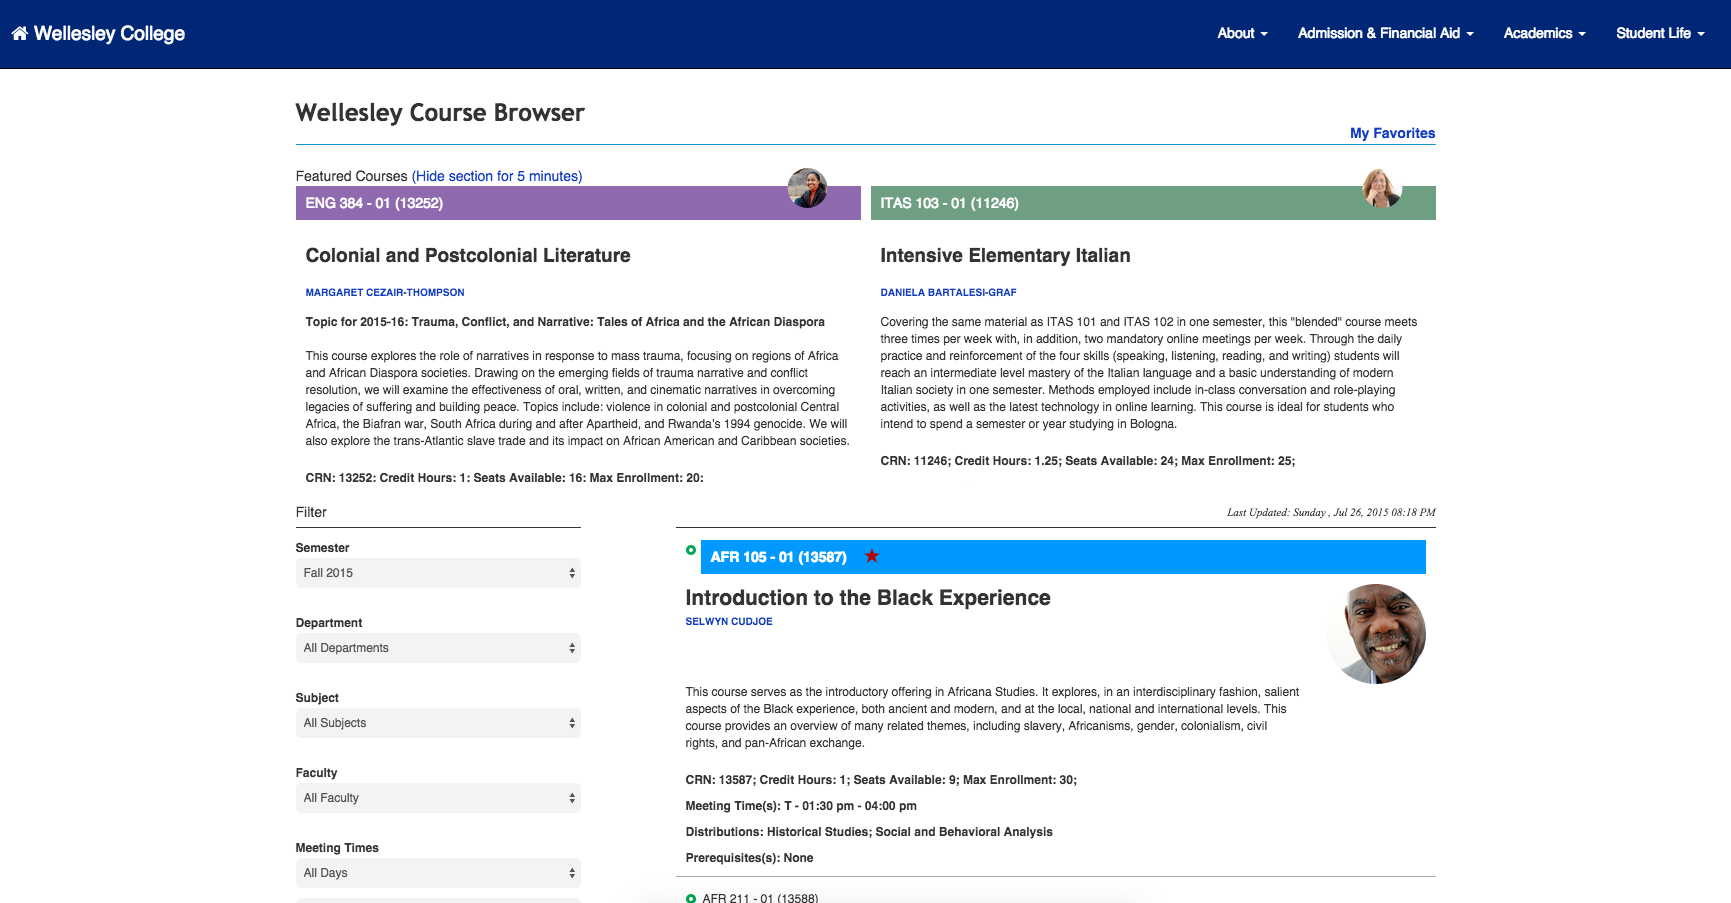 Wellesley College
About
Admission & Financial Aid
Academics
Student Life
Wellesley Course Browser
My Favorites
Featured Courses (Hide section for 5 minutes)
ENG 384 - 01 (13252)
Colonial and Postcolonial Literature
MARGARET CEZAIR-THOMPSON
Topic for 2015-16: Trauma, Conflict, and Narrative: Tales of Africa and the African Diaspora
This course explores the role of narratives in response to mass trauma, focusing on regions of Africa
and African Diaspora societies. Drawing on the emerging fields of trauma narrative and conflict
resolution, we will examine the effectiveness of oral, written, and cinematic narratives in overcoming
legacies of suffering and building peace. Topics include: violence in colonial and postcolonial Central
Africa, the Biafran war, South Africa during and after Apartheid, and Rwanda's 1994 genocide. We will
also explore the trans-Atlantic slave trade and its impact on African American and Caribbean societies.
CRN: 13252; Credit Hours: 1; Seats Available: 16; Max Enrollment: 20;
ITAS 103 - 01 (11246)
Intensive Elementary Italian
DANIELA BARTALESI-GRAF
Covering the same material as ITAS 101 and ITAS 102 in one semester, this "blended" course meets
three times per week with, in addition, two mandatory online meetings per week. Through the daily
practice and reinforcement of the four skills (speaking, listening, reading, and writing) students will
reach an intermediate level mastery of the Italian language and a basic understanding of modern
Italian society in one semester. Methods employed include in-class conversation and role-playing
activities, as well as the latest technology in online learning. This course is ideal for students who
intend to spend a semester or year studying in Bologna.
CRN: 11246; Credit Hours: 1.25; Seats Available: 24; Max Enrollment: 25;
Filter
Semester
Fall 2015
Department
All Departments
Subject
All Subjects
Faculty
All Faculty
Meeting Times
All Days
Last Updated: Sunday , Jul 26, 2015 08:18 PM
AFR 105 - 01 (13587)
Introduction to the Black Experience
SELWYN CUDJOE
This course serves as the introductory offering in Africana Studies. It explores, in an interdisciplinary fashion, salient
aspects of the Black experience, both ancient and modern, and at the local, national and international levels. This
course provides an overview of many related themes, including slavery, Africanisms, gender, colonialism, civil
rights, and pan-African exchange.
CRN: 13587; Credit Hours: 1; Seats Available: 9; Max Enrollment: 30;
Meeting Time(s): T - 01:30 pm - 04:00 pm
Distributions: Historical Studies; Social and Behavioral Analysis
Prerequisites(s): None
AFR 211 - 01 (13588)